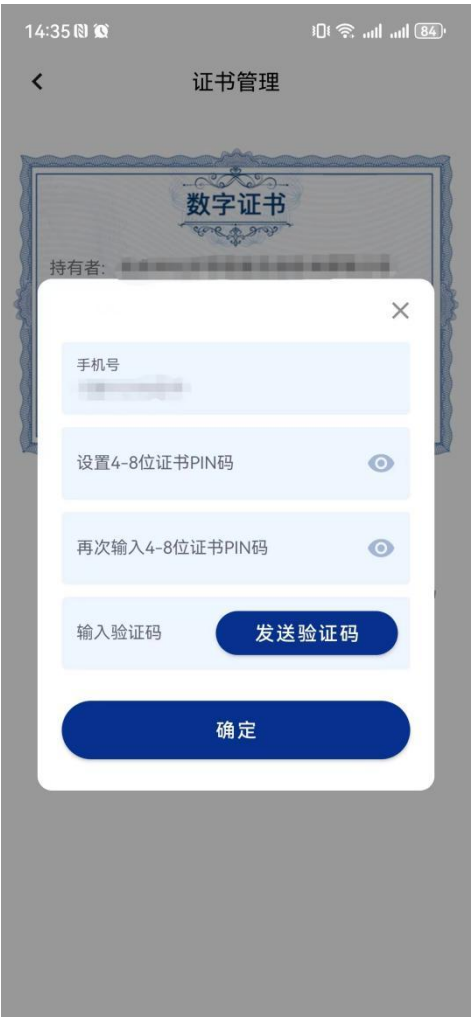 14:35
84
证书管理
数字证书
持有者:
手机号
设置4-8位证书PIN码
再次输入4-8位证书PIN码
输入验证码
发送验证码
确定